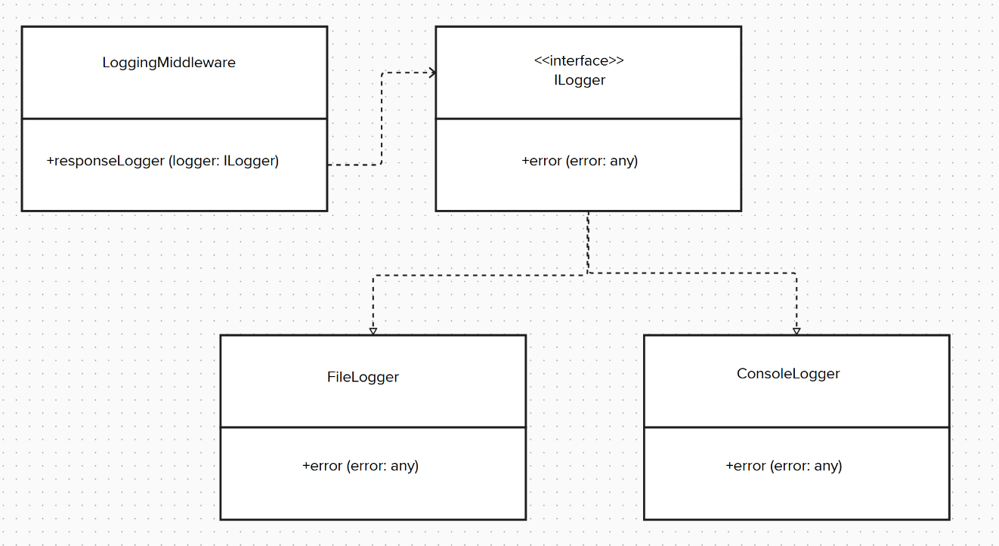 LoggingMiddleware
+responseLogger (logger: ILogger)
<<interface>>
ILogger
+error (error: any)
FileLogger
+error (error: any)
ConsoleLogger
+error (error: any)